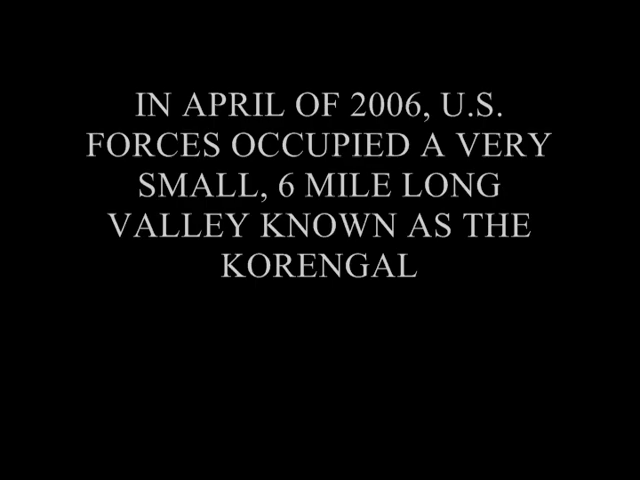 IN APRIL OF 2006, U.S.
FORCES OCCUPIED A VERY
SMALL, 6 MILE LONG
VALLEY KNOWN AS THE
KORENGAL